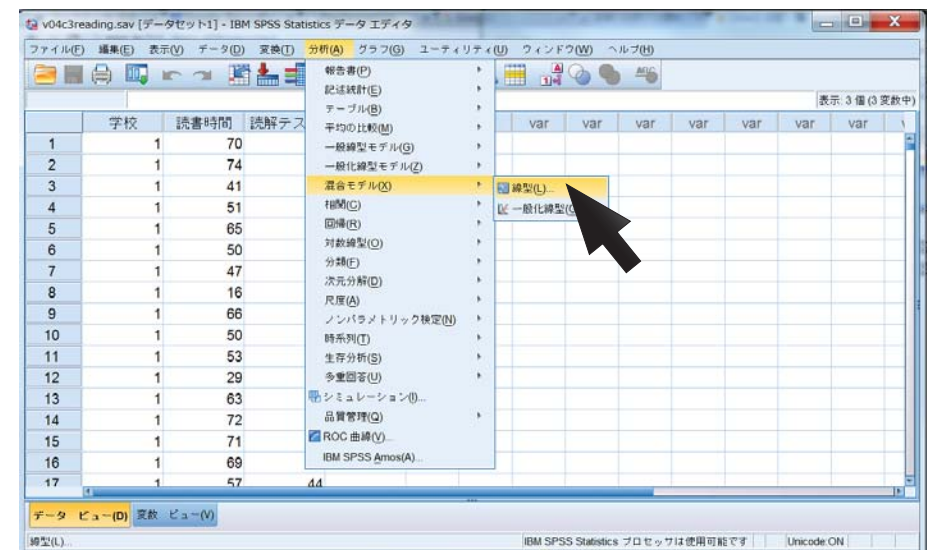 v04c3reading.sav [データセット1] - IBM SPSS Statistics データ エディタ
ファイル(F) 編集(E) 表示(V) データ(D) 変換(T) 分析(A) グラフ(G) ユーティリティ(U) ウィンドウ(W) ヘルプ(H)
表示: 3 個 (3 変数中)
報告書(P)
記述統計(E)
テーブル(B)
平均の比較(M)
一般線型モデル(G)
一般化線型モデル(Z)
混合モデル(X)
相関(C)
回帰(R)
対数線型(O)
分類(F)
次元分解(D)
尺度(A)
ノンパラメトリック検定(N)
時系列(T)
生存分析(S)
多重回答(U)
シミュレーション(I)...
品質管理(Q)
ROC 曲線(V)...
IBM SPSS Amos(A)...
線型(L)...
一般化線型(
学校 読書時間 読解テス var var var var var var var
1 1 70
2 1 74
3 1 41
4 1 51
5 1 65
6 1 50
7 1 47
8 1 16
9 1 66
10 1 50
11 1 53
12 1 29
13 1 63
14 1 72
15 1 71
16 1 69
17 1 57 44
データ ビュー(D) 変数 ビュー(V)
線型(L)... IBM SPSS Statistics プロセッサは使用可能です Unicode:ON